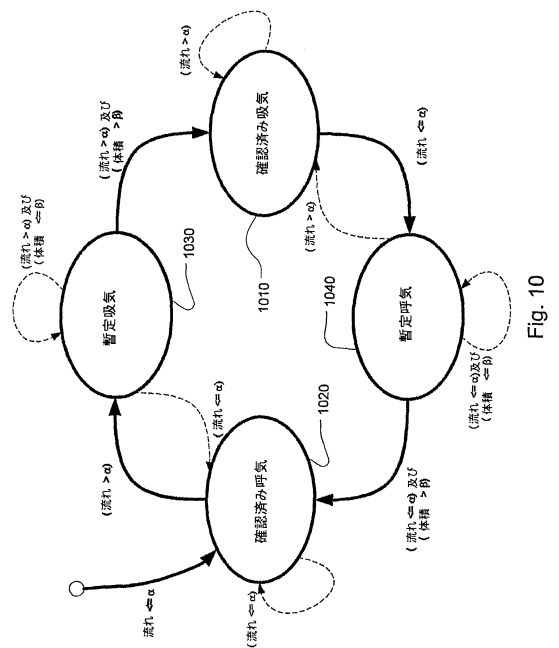 (流れ > α)
確認済み吸気
1010
(流れ > α) 及び
(体積 > β)
(流れ <= α)
(流れ > α)
(流れ > α) 及び
(体積 <= β)
暫定吸気
1030
1040
暫定呼気
(流れ <= α)及び
(体積 <= β)
Fig. 10
(流れ > α)
(流れ <= α)
1020
確認済み呼気
(流れ <= α) 及び
(体積 > β)
流れ <= α
(流れ <= α)